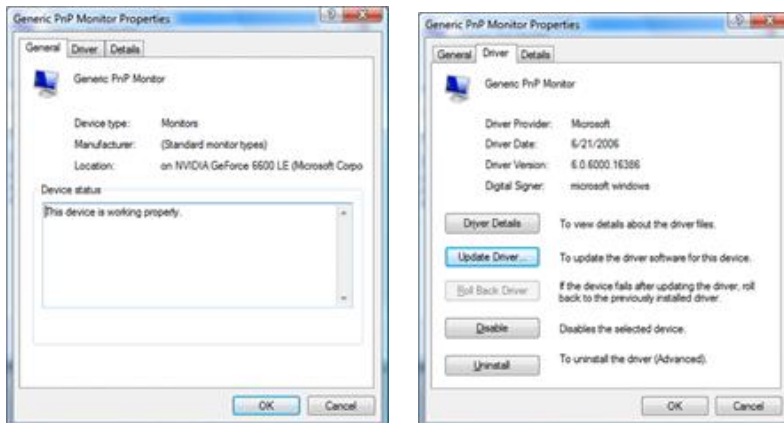 Generic PnP Monitor Properties
General Driver Details
Generic PnP Monitor
Device type: Monitors
Manufacturer: (Standard monitor types)
Location: on NVIDIA GeForce 6600 LE (Microsoft Corpo
Device status
This device is working properly.
OK Cancel
Generic PnP Monitor Properties
General Driver Details
Generic PnP Monitor
Driver Provider: Microsoft
Driver Date: 6/21/2006
Driver Version: 6.0.6000.16386
Digital Signer: microsoft windows
Driver Details To view details about the driver files.
Update Driver... To update the driver software for this device.
Roll Back Driver If the device fails after updating the driver, roll
back to the previously installed driver.
Disable Disables the selected device.
Uninstall To uninstall the driver (Advanced).
OK Cancel